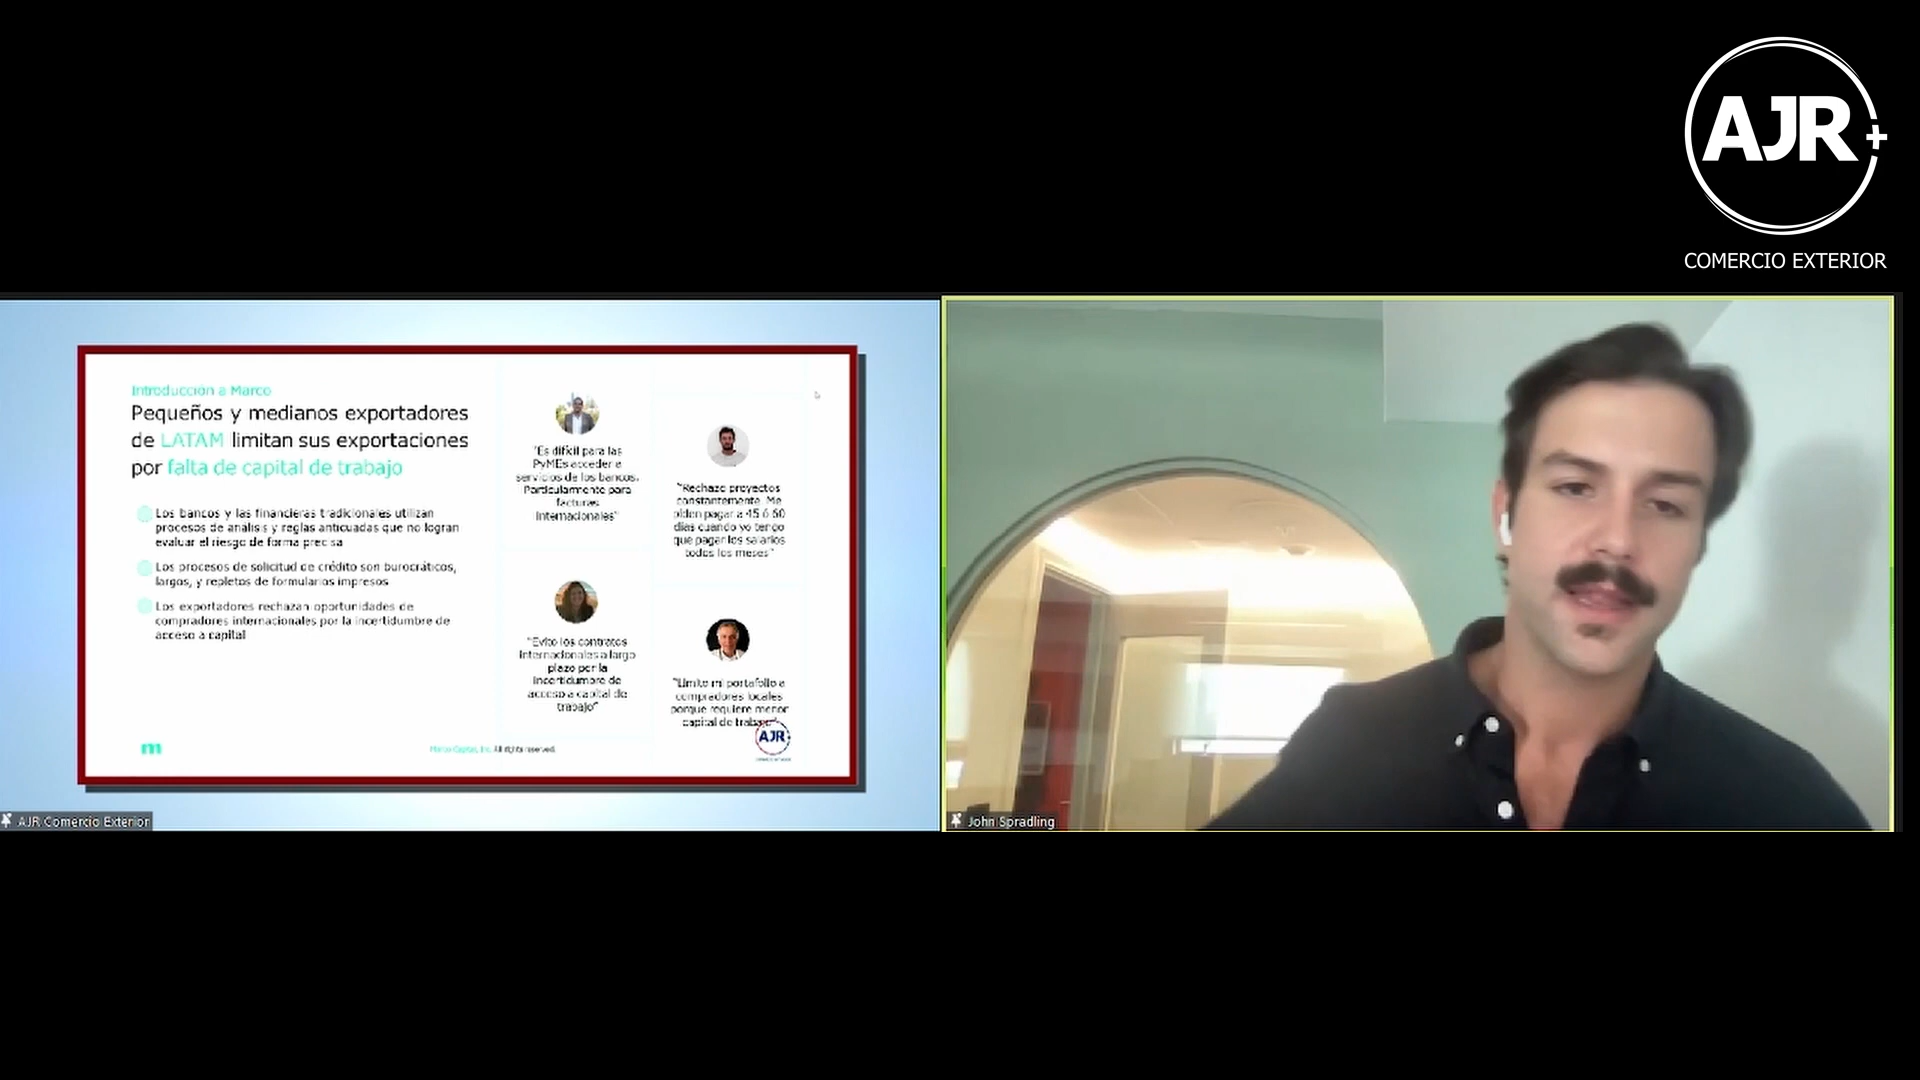 AJR+
COMERCIO EXTERIOR
Introducción a Marco
Pequeños y medianos exportadores
de LATAM limitan sus exportaciones
por falta de capital de trabajo
Los bancos y las financieras tradicionales utilizan
procesos de análisis y reglas anticuadas que no logran
evaluar el riesgo de forma precisa
Los procesos de solicitud de crédito son burocráticos,
largos, y repletos de formularios impresos
Los exportadores rechazan oportunidades de
compradores internacionales por la incertidumbre de
acceso a capital
"Es difícil para las
PyMEs acceder a
servicios de los bancos.
Particularmente para
facturas
internacionales"
"Rechazo proyectos
constantemente. Me
piden pagar a 45 ó 60
días cuando yo tengo
que pagar los salarios
todos los meses"
"Evito los contratos
internacionales a largo
plazo por la
incertidumbre de
acceso a capital de
trabajo"
"Limito mi portafolio a
compradores locales
porque requiere menor
capital de trabajo"
m
Marco Capital, Inc. All rights reserved.
AJR+
AJR Comercio Exterior
John Spradling